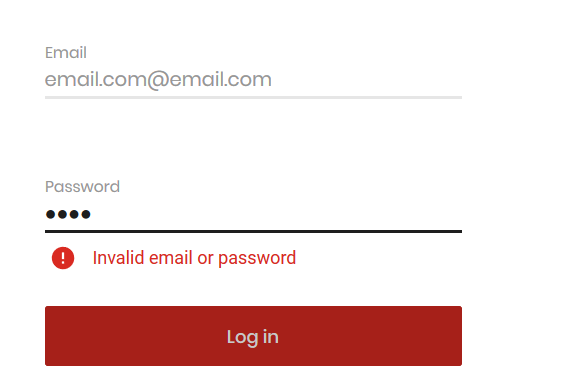 Email
email.com@email.com
Password
••••
Invalid email or password
Log in